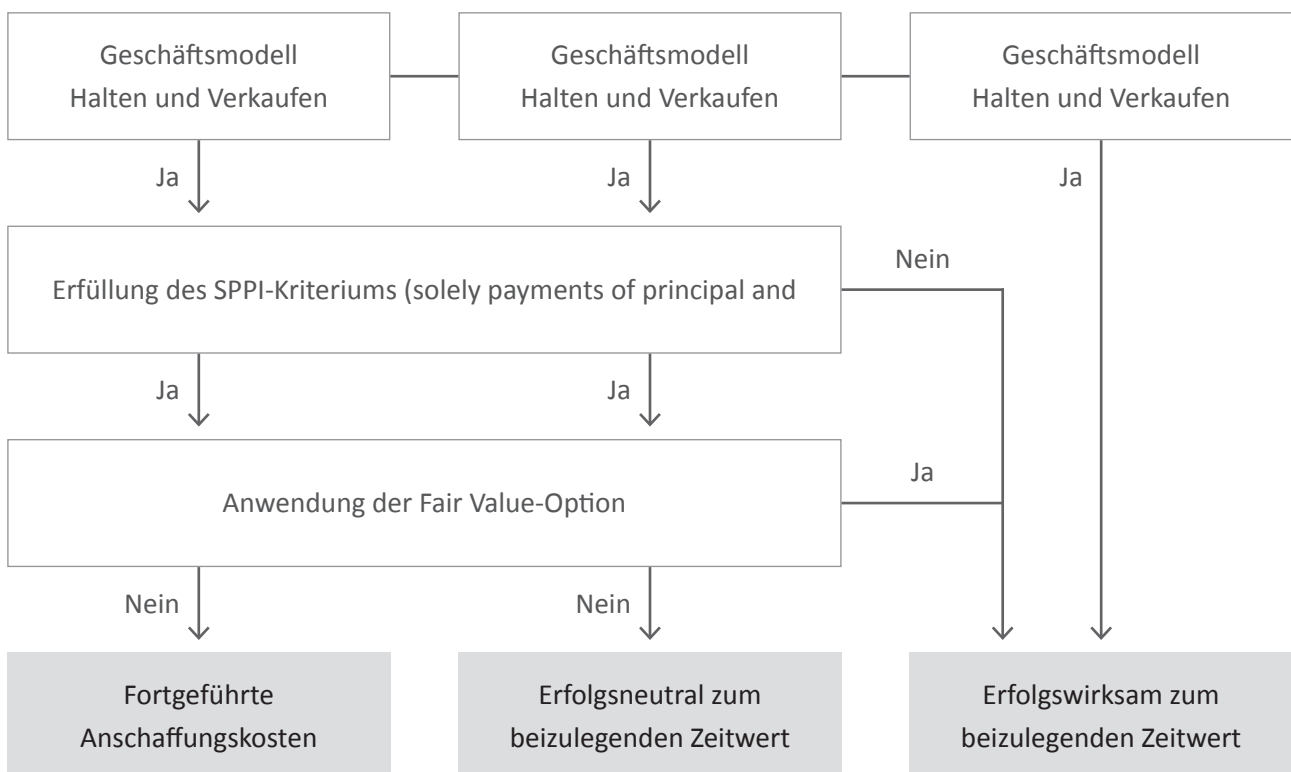 Geschäftsmodell
Halten und Verkaufen
Geschäftsmodell
Halten und Verkaufen
Geschäftsmodell
Halten und Verkaufen
Ja
Ja
Ja
Nein
Erfüllung des SPPI-Kriteriums (solely payments of principal and
Ja
Ja
Ja
Anwendung der Fair Value-Option
Nein
Nein
Fortgeführte
Anschaffungskosten
Erfolgsneutral zum
beizulegenden Zeitwert
Erfolgswirksam zum
beizulegenden Zeitwert